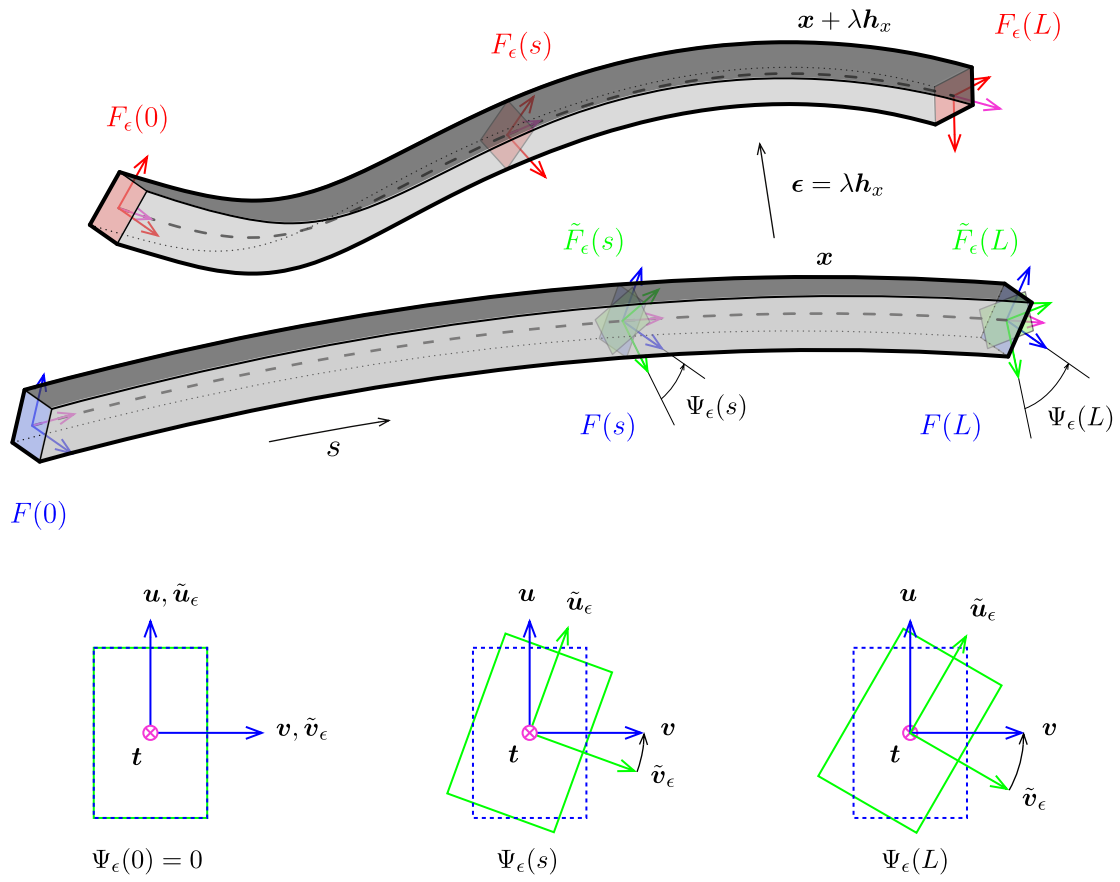 𝒙 + λ𝒉ₓ
F_ϵ(L)
F_ϵ(s)
F_ϵ(0)
ϵ = λ𝒉ₓ
F̃_ϵ(s)
F̃_ϵ(L)
𝒙
Ψ_ϵ(s)
Ψ_ϵ(L)
F(s)
F(L)
s
F(0)
𝒖, ũ_ϵ
𝒖
ũ_ϵ
𝒖
ũ_ϵ
𝒗, ṽ_ϵ
𝒗
𝒗
𝒕
𝒕
𝒕
ṽ_ϵ
ṽ_ϵ
Ψ_ϵ(0) = 0
Ψ_ϵ(s)
Ψ_ϵ(L)